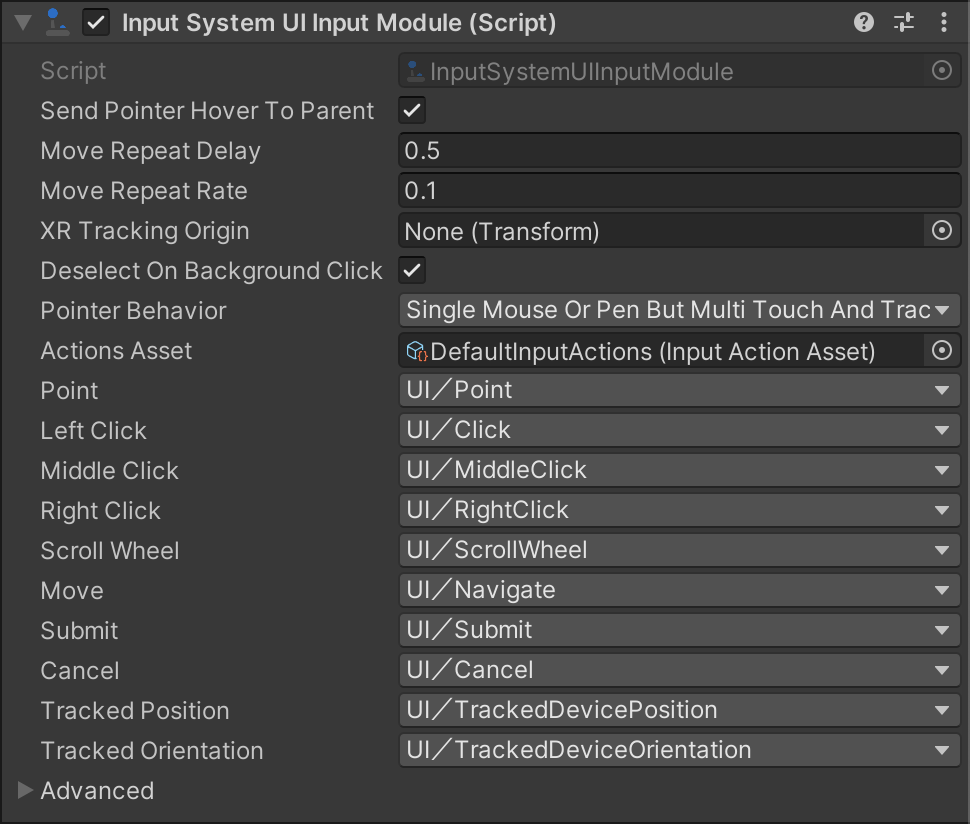 Input System UI Input Module (Script)
Script InputSystemUIInputModule
Send Pointer Hover To Parent
Move Repeat Delay 0.5
Move Repeat Rate 0.1
XR Tracking Origin None (Transform)
Deselect On Background Click
Pointer Behavior Single Mouse Or Pen But Multi Touch And Trac
Actions Asset DefaultInputActions (Input Action Asset)
Point UI/Point
Left Click UI/Click
Middle Click UI/MiddleClick
Right Click UI/RightClick
Scroll Wheel UI/ScrollWheel
Move UI/Navigate
Submit UI/Submit
Cancel UI/Cancel
Tracked Position UI/TrackedDevicePosition
Tracked Orientation UI/TrackedDeviceOrientation
Advanced